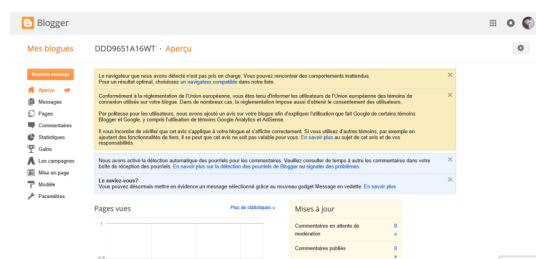 Blogger
Mes blogues
DDD9651A16WT · Aperçu
Nouveau message
Le navigateur que nous avons détecté n'est pas pris en charge. Vous pouvez rencontrer des comportements inattendus.
Pour un résultat optimal, choisissez un navigateur compatible dans notre liste.
Aperçu
Messages
Pages
Commentaires
Statistiques
Gains
Les campagnes
Mise en page
Modèle
Paramètres
Conformément à la réglementation de l'Union européenne, vous êtes tenu d'informer les utilisateurs de l'Union européenne des témoins de
connexion utilisés sur votre blogue. Dans de nombreux cas, la réglementation impose aussi d'obtenir le consentement des utilisateurs.
Par politesse pour les utilisateurs, nous avons ajouté un avis sur votre blogue afin d'expliquer l'utilisation que fait Google de certains témoins
Blogger et Google, y compris l'utilisation de témoins Google Analytics et AdSense.
Il vous incombe de vérifier que cet avis s'applique à votre blogue et s'affiche correctement. Si vous utilisez d'autres témoins, par exemple en
ajoutant des fonctionnalités de tiers, il se peut que cet avis ne soit pas valable pour vous. En savoir plus au sujet de cet avis et de vos
responsabilités.
Nous avons activé la détection automatique des pourriels pour les commentaires. Veuillez consulter de temps à autre les commentaires dans votre
boîte de réception des pourriels. En savoir plus sur la détection des pourriels de Blogger ou signaler des problèmes.
Le saviez-vous?
Vous pouvez désormais mettre en évidence un message sélectionné grâce au nouveau gadget Message en vedette. En savoir plus
Pages vues
Plus de statistiques »
1
0.5
Mises à jour
Commentaires en attente de modération
0
»
Commentaires publiés
0
»